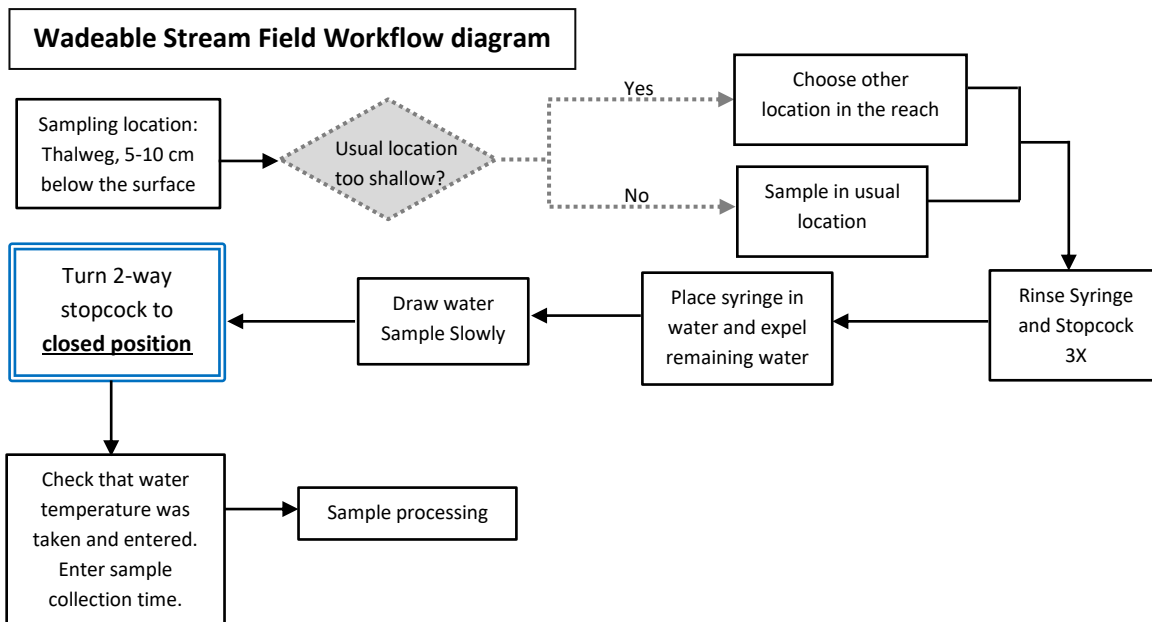 Wadeable Stream Field Workflow diagram
Sampling location:
Thalweg, 5-10 cm
below the surface
Usual location
too shallow?
Yes
Choose other
location in the reach
No
Sample in usual
location
Rinse Syringe
and Stopcock
3X
Place syringe in
water and expel
remaining water
Draw water
Sample Slowly
Turn 2-way
stopcock to
closed position
Check that water
temperature was
taken and entered.
Enter sample
collection time.
Sample processing